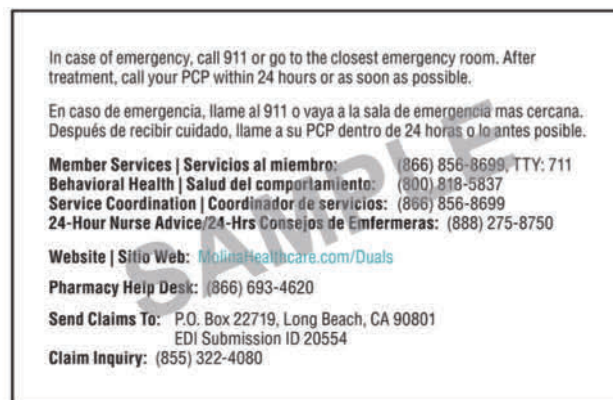 In case of emergency, call 911 or go to the closest emergency room. After
treatment, call your PCP within 24 hours or as soon as possible.
En caso de emergencia, llame al 911 o vaya a la sala de emergencia mas cercana.
Después de recibir cuidado, llame a su PCP dentro de 24 horas o lo antes posible.
Member Services | Servicios al miembro: (866) 856-8699, TTY: 711
Behavioral Health | Salud del comportamiento: (800) 818-5837
Service Coordination | Coordinador de servicios: (866) 856-8699
24-Hour Nurse Advice/24-Hrs Consejos de Emfermeras: (888) 275-8750
Website | Sitio Web: MolinaHealthcare.com/Duals
Pharmacy Help Desk: (866) 693-4620
Send Claims To: P.O. Box 22719, Long Beach, CA 90801
EDI Submission ID 20554
Claim Inquiry: (855) 322-4080
SAMPLE